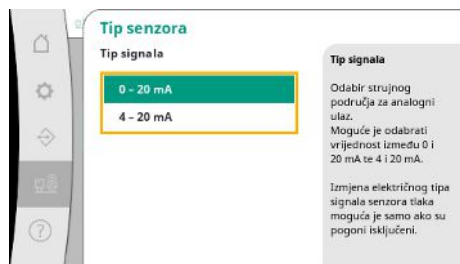 Tip senzora
Tip signala
0 – 20 mA
4 – 20 mA
Tip signala
Odabir strujnog
područja za analogni
ulaz.
Moguće je odabrati
vrijednost između 0 i
20 mA te 4 i 20 mA.
Izmjena električnog tipa
signala senzora tlaka
moguća je samo ako su
pogoni isključeni.
?